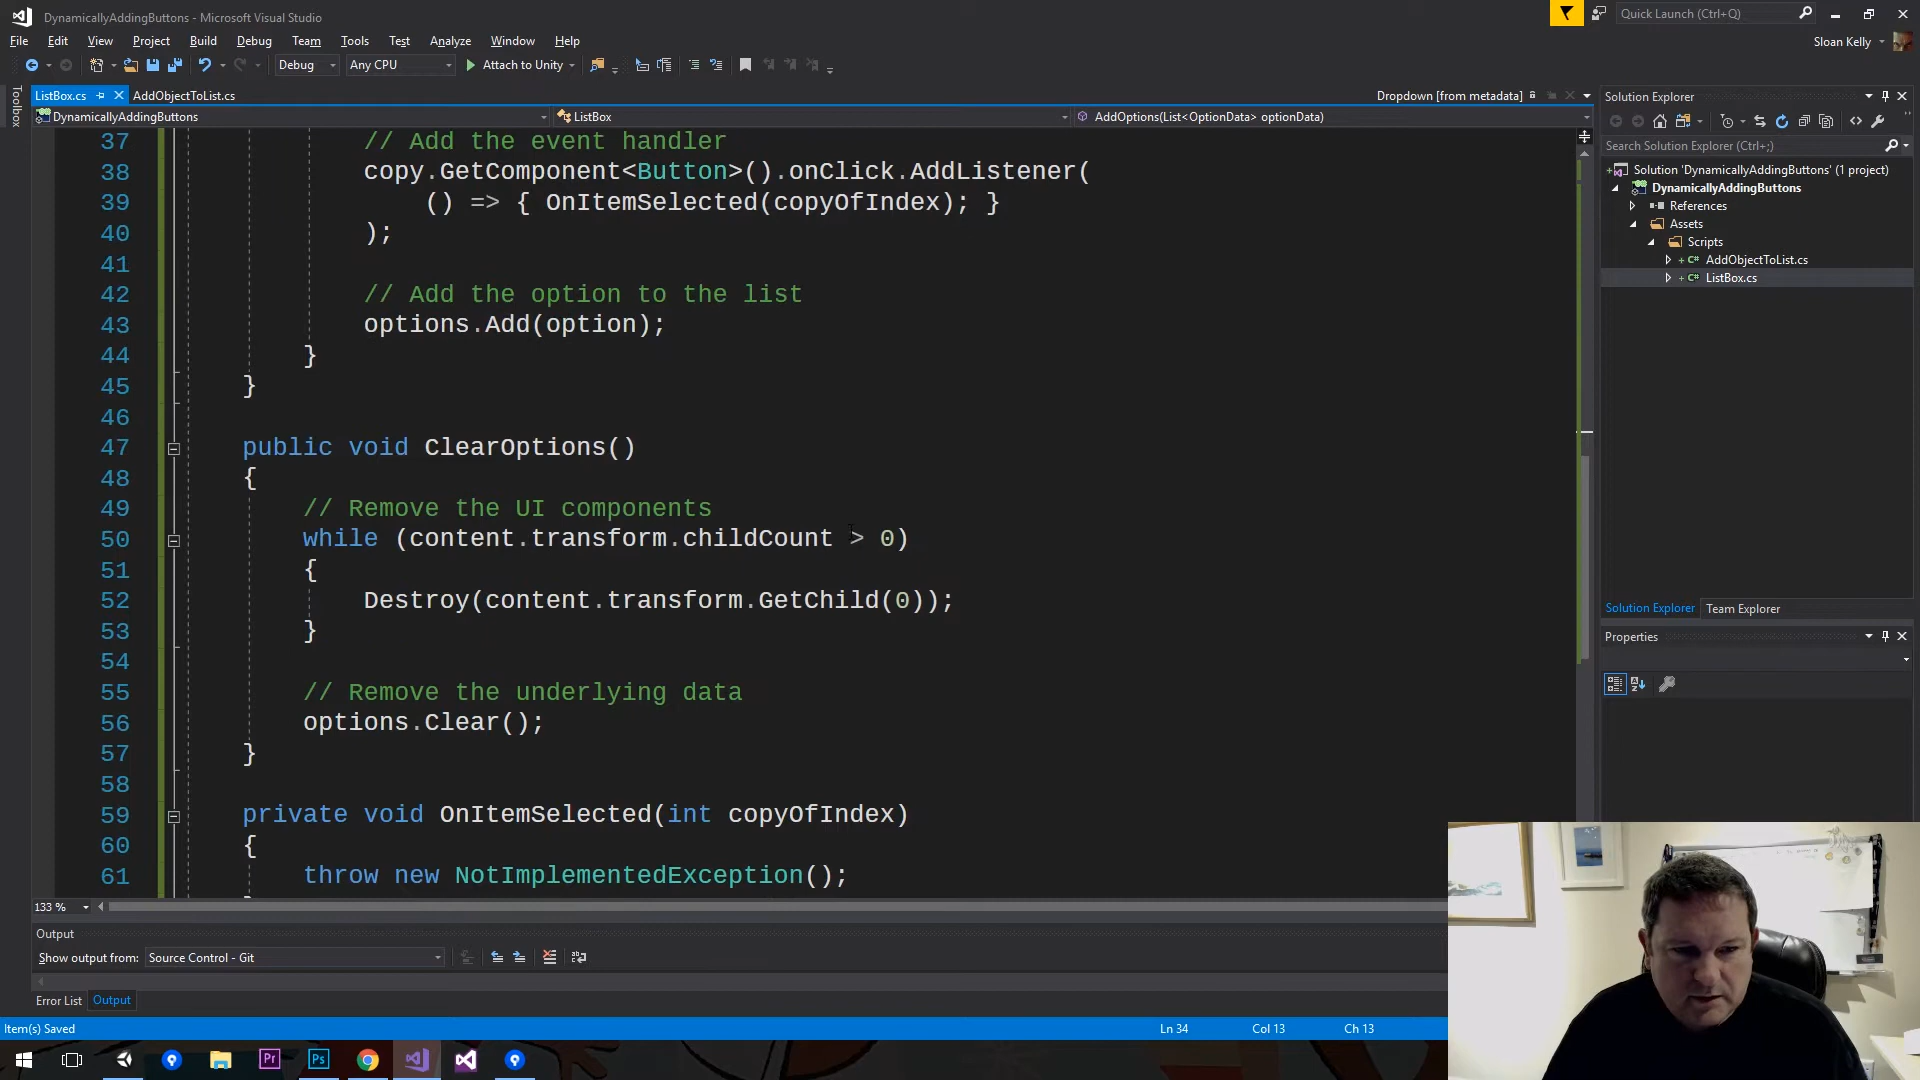 DynamicallyAddingButtons - Microsoft Visual Studio
Quick Launch (Ctrl+Q)
File Edit View Project Build Debug Team Tools Test Analyze Window Help
Sloan Kelly
Debug Any CPU Attach to Unity
Toolbox
ListBox.cs AddObjectToList.cs Dropdown [from metadata]
DynamicallyAddingButtons ListBox AddOptions(List<OptionData> optionData)
37 // Add the event handler
38 copy.GetComponent<Button>().onClick.AddListener(
39 () => { OnItemSelected(copyOfIndex); }
40 );
41
42 // Add the option to the list
43 options.Add(option);
44 }
45 }
46
47 public void ClearOptions()
48 {
49 // Remove the UI components
50 while (content.transform.childCount > 0)
51 {
52 Destroy(content.transform.GetChild(0));
53 }
54
55 // Remove the underlying data
56 options.Clear();
57 }
58
59 private void OnItemSelected(int copyOfIndex)
60 {
61 throw new NotImplementedException();
133 %
Output
Show output from: Source Control - Git
Error List Output
Item(s) Saved Ln 34 Col 13 Ch 13
Solution Explorer
Search Solution Explorer (Ctrl+;)
Solution 'DynamicallyAddingButtons' (1 project)
DynamicallyAddingButtons
References
Assets
Scripts
AddObjectToList.cs
ListBox.cs
Solution Explorer Team Explorer
Properties
Pr Ps